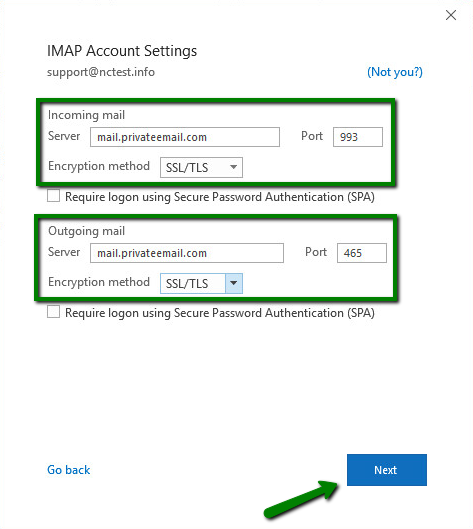 IMAP Account Settings
support@nctest.info (Not you?)
Incoming mail
Server mail.privateemail.com Port 993
Encryption method SSL/TLS
Require logon using Secure Password Authentication (SPA)
Outgoing mail
Server mail.privateemail.com Port 465
Encryption method SSL/TLS
Require logon using Secure Password Authentication (SPA)
Go back Next